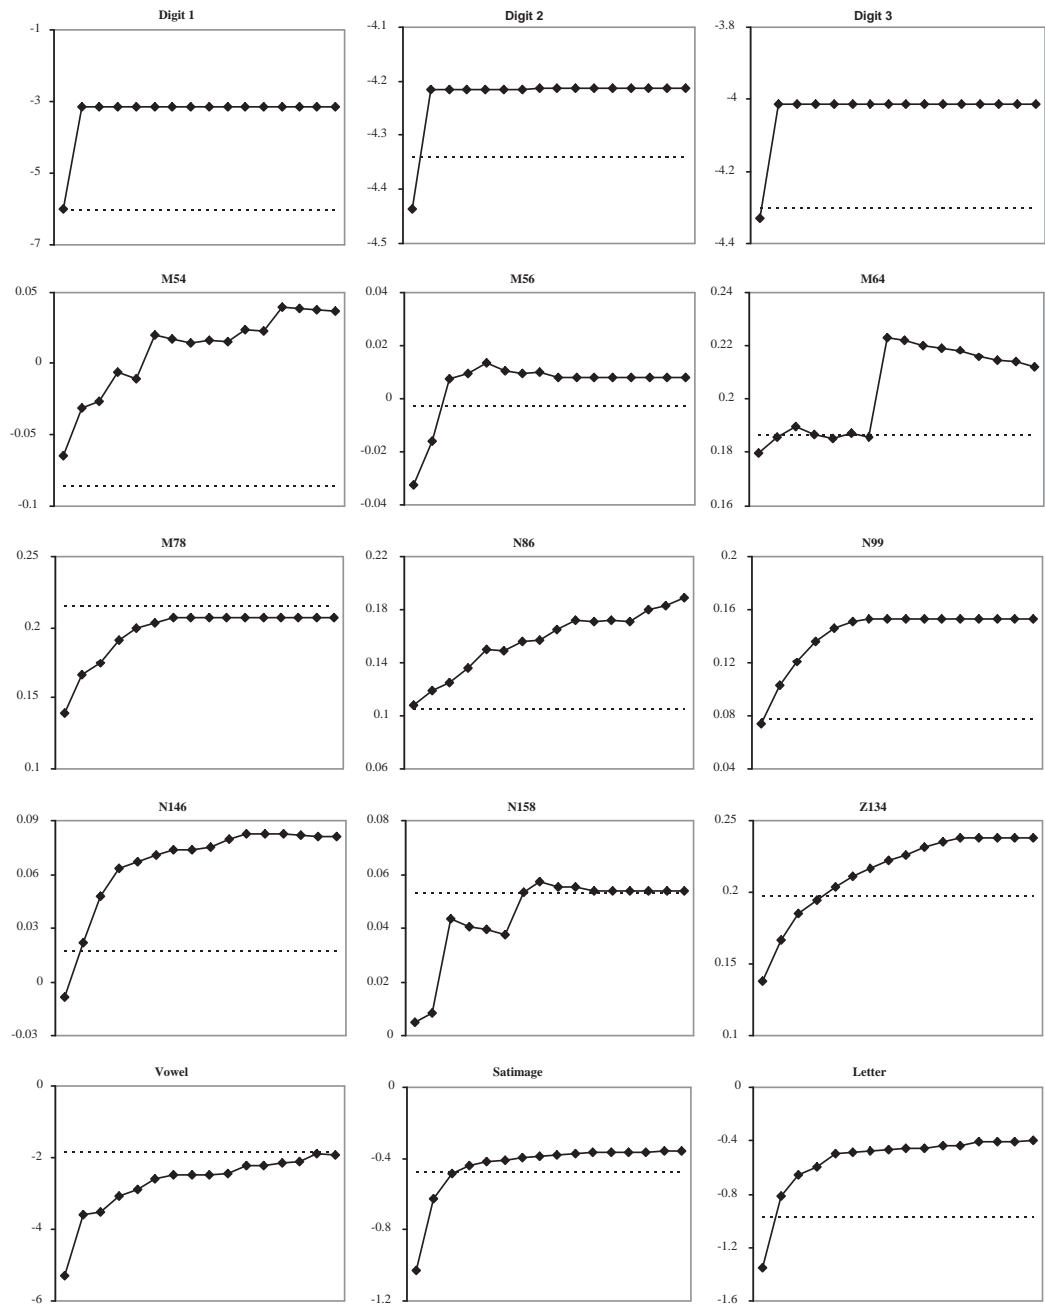 Digit 1 Digit 2 Digit 3
-1 -4.1 -3.8
-3 -4.2 -4
-5 -4.3 -4.2
-7 -4.4 -4.4
-4.5
M54 M56 M64
0.05 0.04 0.24
0 0.02 0.22
-0.05 0 0.2
-0.1 -0.02 0.18
-0.04 0.16
M78 N86 N99
0.25 0.22 0.2
0.2 0.18 0.16
0.15 0.14 0.12
0.1 0.1 0.08
0.06 0.04
N146 N158 Z134
0.09 0.08 0.25
0.06 0.06 0.2
0.03 0.04 0.15
0 0.02 0.1
-0.03 0
Vowel Satimage Letter
0 0 0
-2 -0.4 -0.4
-4 -0.8 -0.8
-6 -1.2 -1.2
-1.6